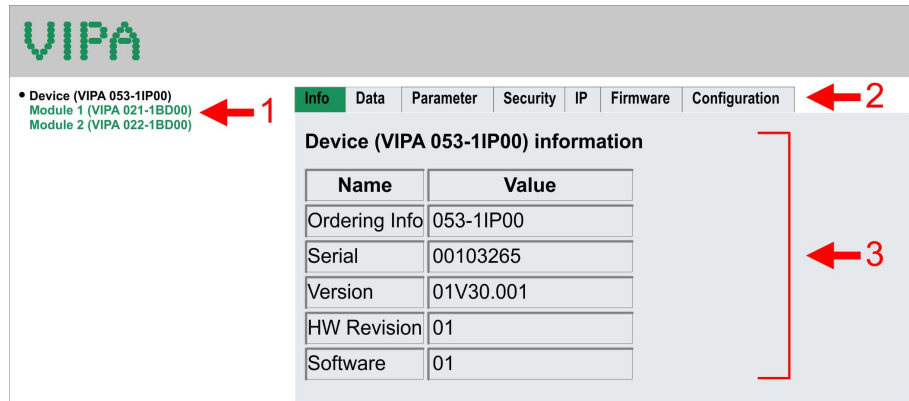 VIPA
• Device (VIPA 053-1IP00)
Module 1 (VIPA 021-1BD00)
Module 2 (VIPA 022-1BD00)
1
Info Data Parameter Security IP Firmware Configuration
2
Device (VIPA 053-1IP00) information
Name Value
Ordering Info 053-1IP00
Serial 00103265
3
Version 01V30.001
HW Revision 01
Software 01